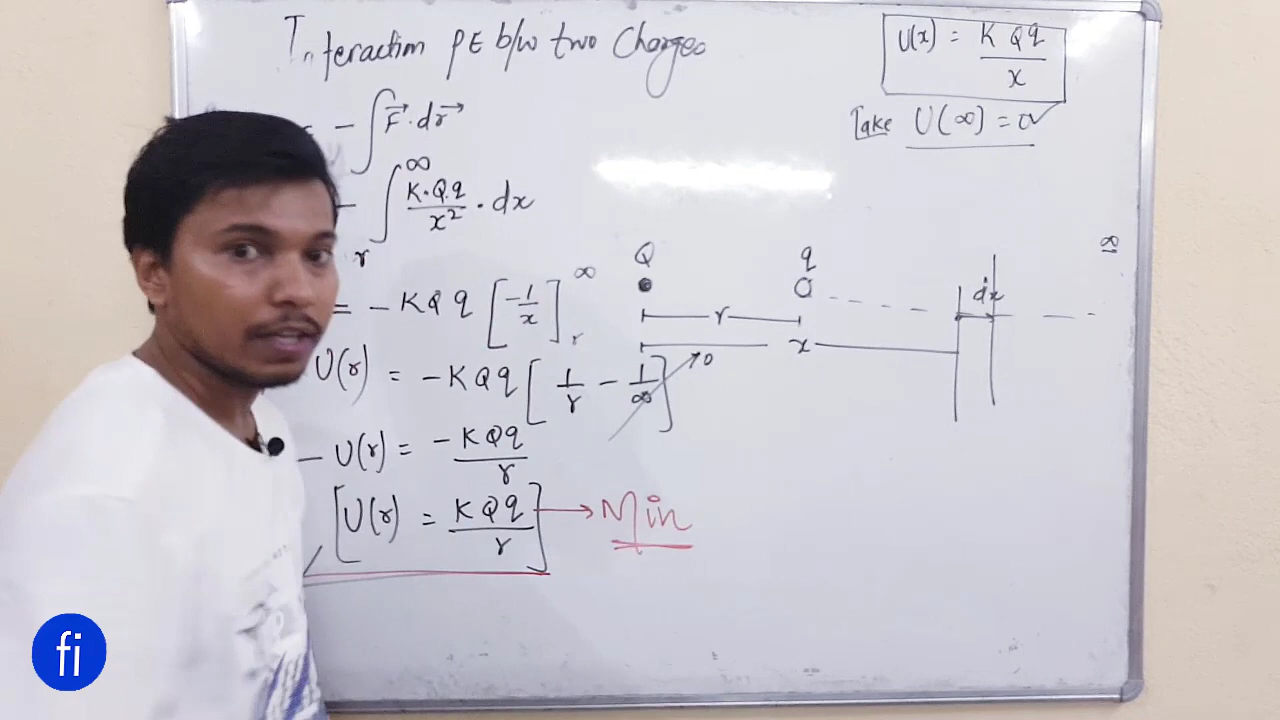 Interaction PE b/w two Charges
U(x) = K Qq / x
Take U(∞) = 0 ✓
– ∫ F⃗ · dr⃗
– ∫ᵣ^∞ K·Q·q / x² · dx
= – KQq [ –1/x ]ᵣ^∞
U(r) = –KQq [ 1/r – 1/∞ ] → 0
– U(r) = –KQq / r
[ U(r) = KQq / r ] → Min
Q q ∞
dx
r
x
fi